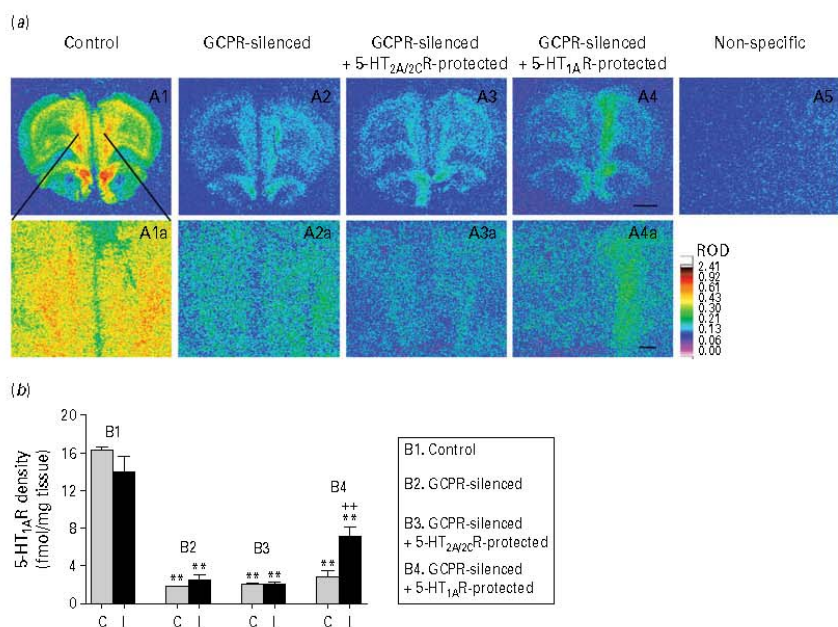 (a)
Control
GCPR-silenced
GCPR-silenced
+ 5-HT2A/2CR-protected
GCPR-silenced
+ 5-HT1AR-protected
Non-specific
A1
A2
A3
A4
A5
A1a
A2a
A3a
A4a
ROD
2.41
0.92
0.61
0.43
0.30
0.21
0.13
0.06
0.00
(b)
5-HT1AR density
(fmol/mg tissue)
20
16
12
8
4
0
B1
B2
** **
B3
** **
B4
++
**
**
C I C I C I C I
B1. Control
B2. GCPR-silenced
B3. GCPR-silenced
+ 5-HT2A/2CR-protected
B4. GCPR-silenced
+ 5-HT1AR-protected